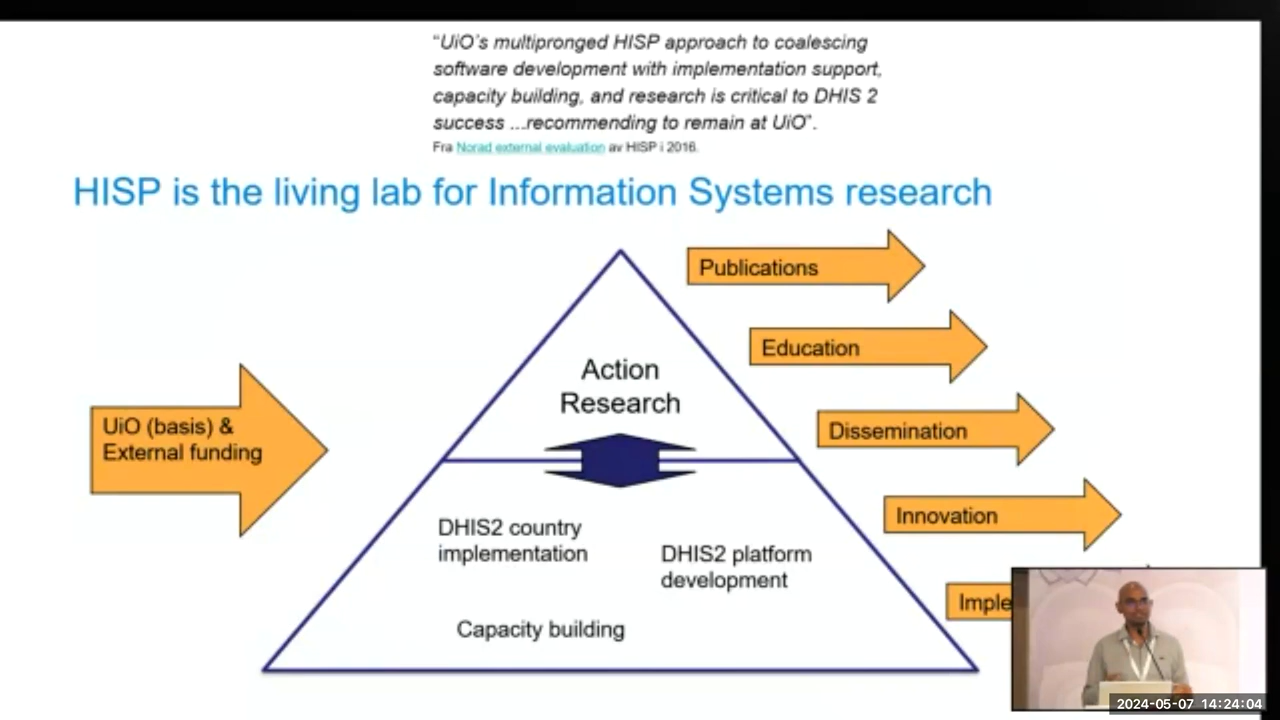 “UiO’s multipronged HISP approach to coalescing
software development with implementation support,
capacity building, and research is critical to DHIS 2
success ...recommending to remain at UiO”.
Fra Norad external evaluation av HISP i 2016.
HISP is the living lab for Information Systems research
Publications
Education
Action
Research
UiO (basis) &
External funding
Dissemination
Innovation
DHIS2 country
implementation
DHIS2 platform
development
Capacity building
2024-05-07 14:24:04